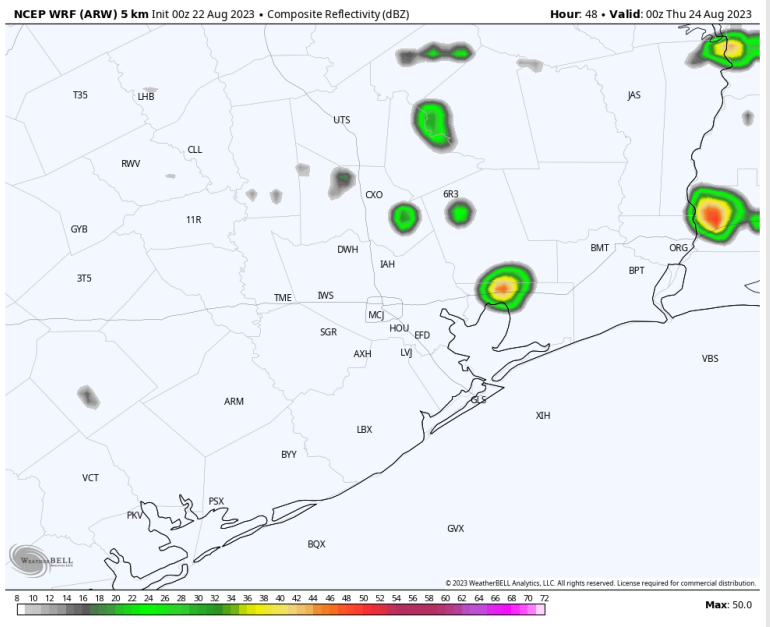 NCEP WRF (ARW) 5 km Init 00z 22 Aug 2023 • Composite Reflectivity (dBZ) Hour: 48 • Valid: 00z Thu 24 Aug 2023
T35 LHB JAS
UTS
CLL
RWV
CXO 6R3
11R
GYB
DWH BMT ORG
IAH
BPT
3T5
TME IWS
MCJ
SGR HOU EFD
AXH LVJ
VBS
GLS
ARM
XIH
LBX
BYY
VCT
PSX
PKV
GVX
BQX
WEATHERBELL
© 2023 WeatherBELL Analytics, LLC. All rights reserved. License required for commercial distribution.
8 10 12 14 16 18 20 22 24 26 28 30 32 34 36 38 40 42 44 46 48 50 52 54 56 58 60 62 64 66 68 70 72
Max: 50.0